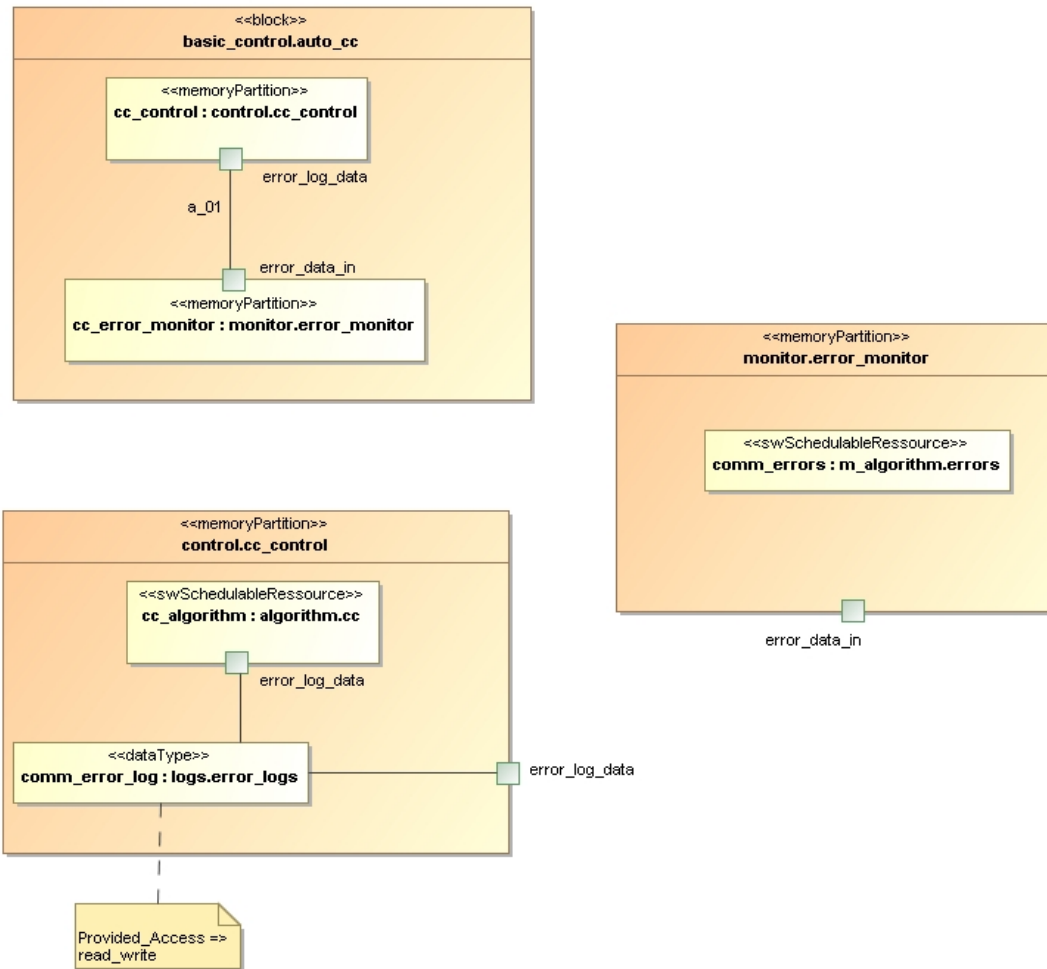 <<block>>
basic_control.auto_cc
<<memoryPartition>>
cc_control : control.cc_control
error_log_data
a_01
error_data_in
<<memoryPartition>>
cc_error_monitor : monitor.error_monitor
<<memoryPartition>>
monitor.error_monitor
<<swSchedulableRessource>>
comm_errors : m_algorithm.errors
error_data_in
<<memoryPartition>>
control.cc_control
<<swSchedulableRessource>>
cc_algorithm : algorithm.cc
error_log_data
<<dataType>>
comm_error_log : logs.error_logs
error_log_data
Provided_Access =>
read_write